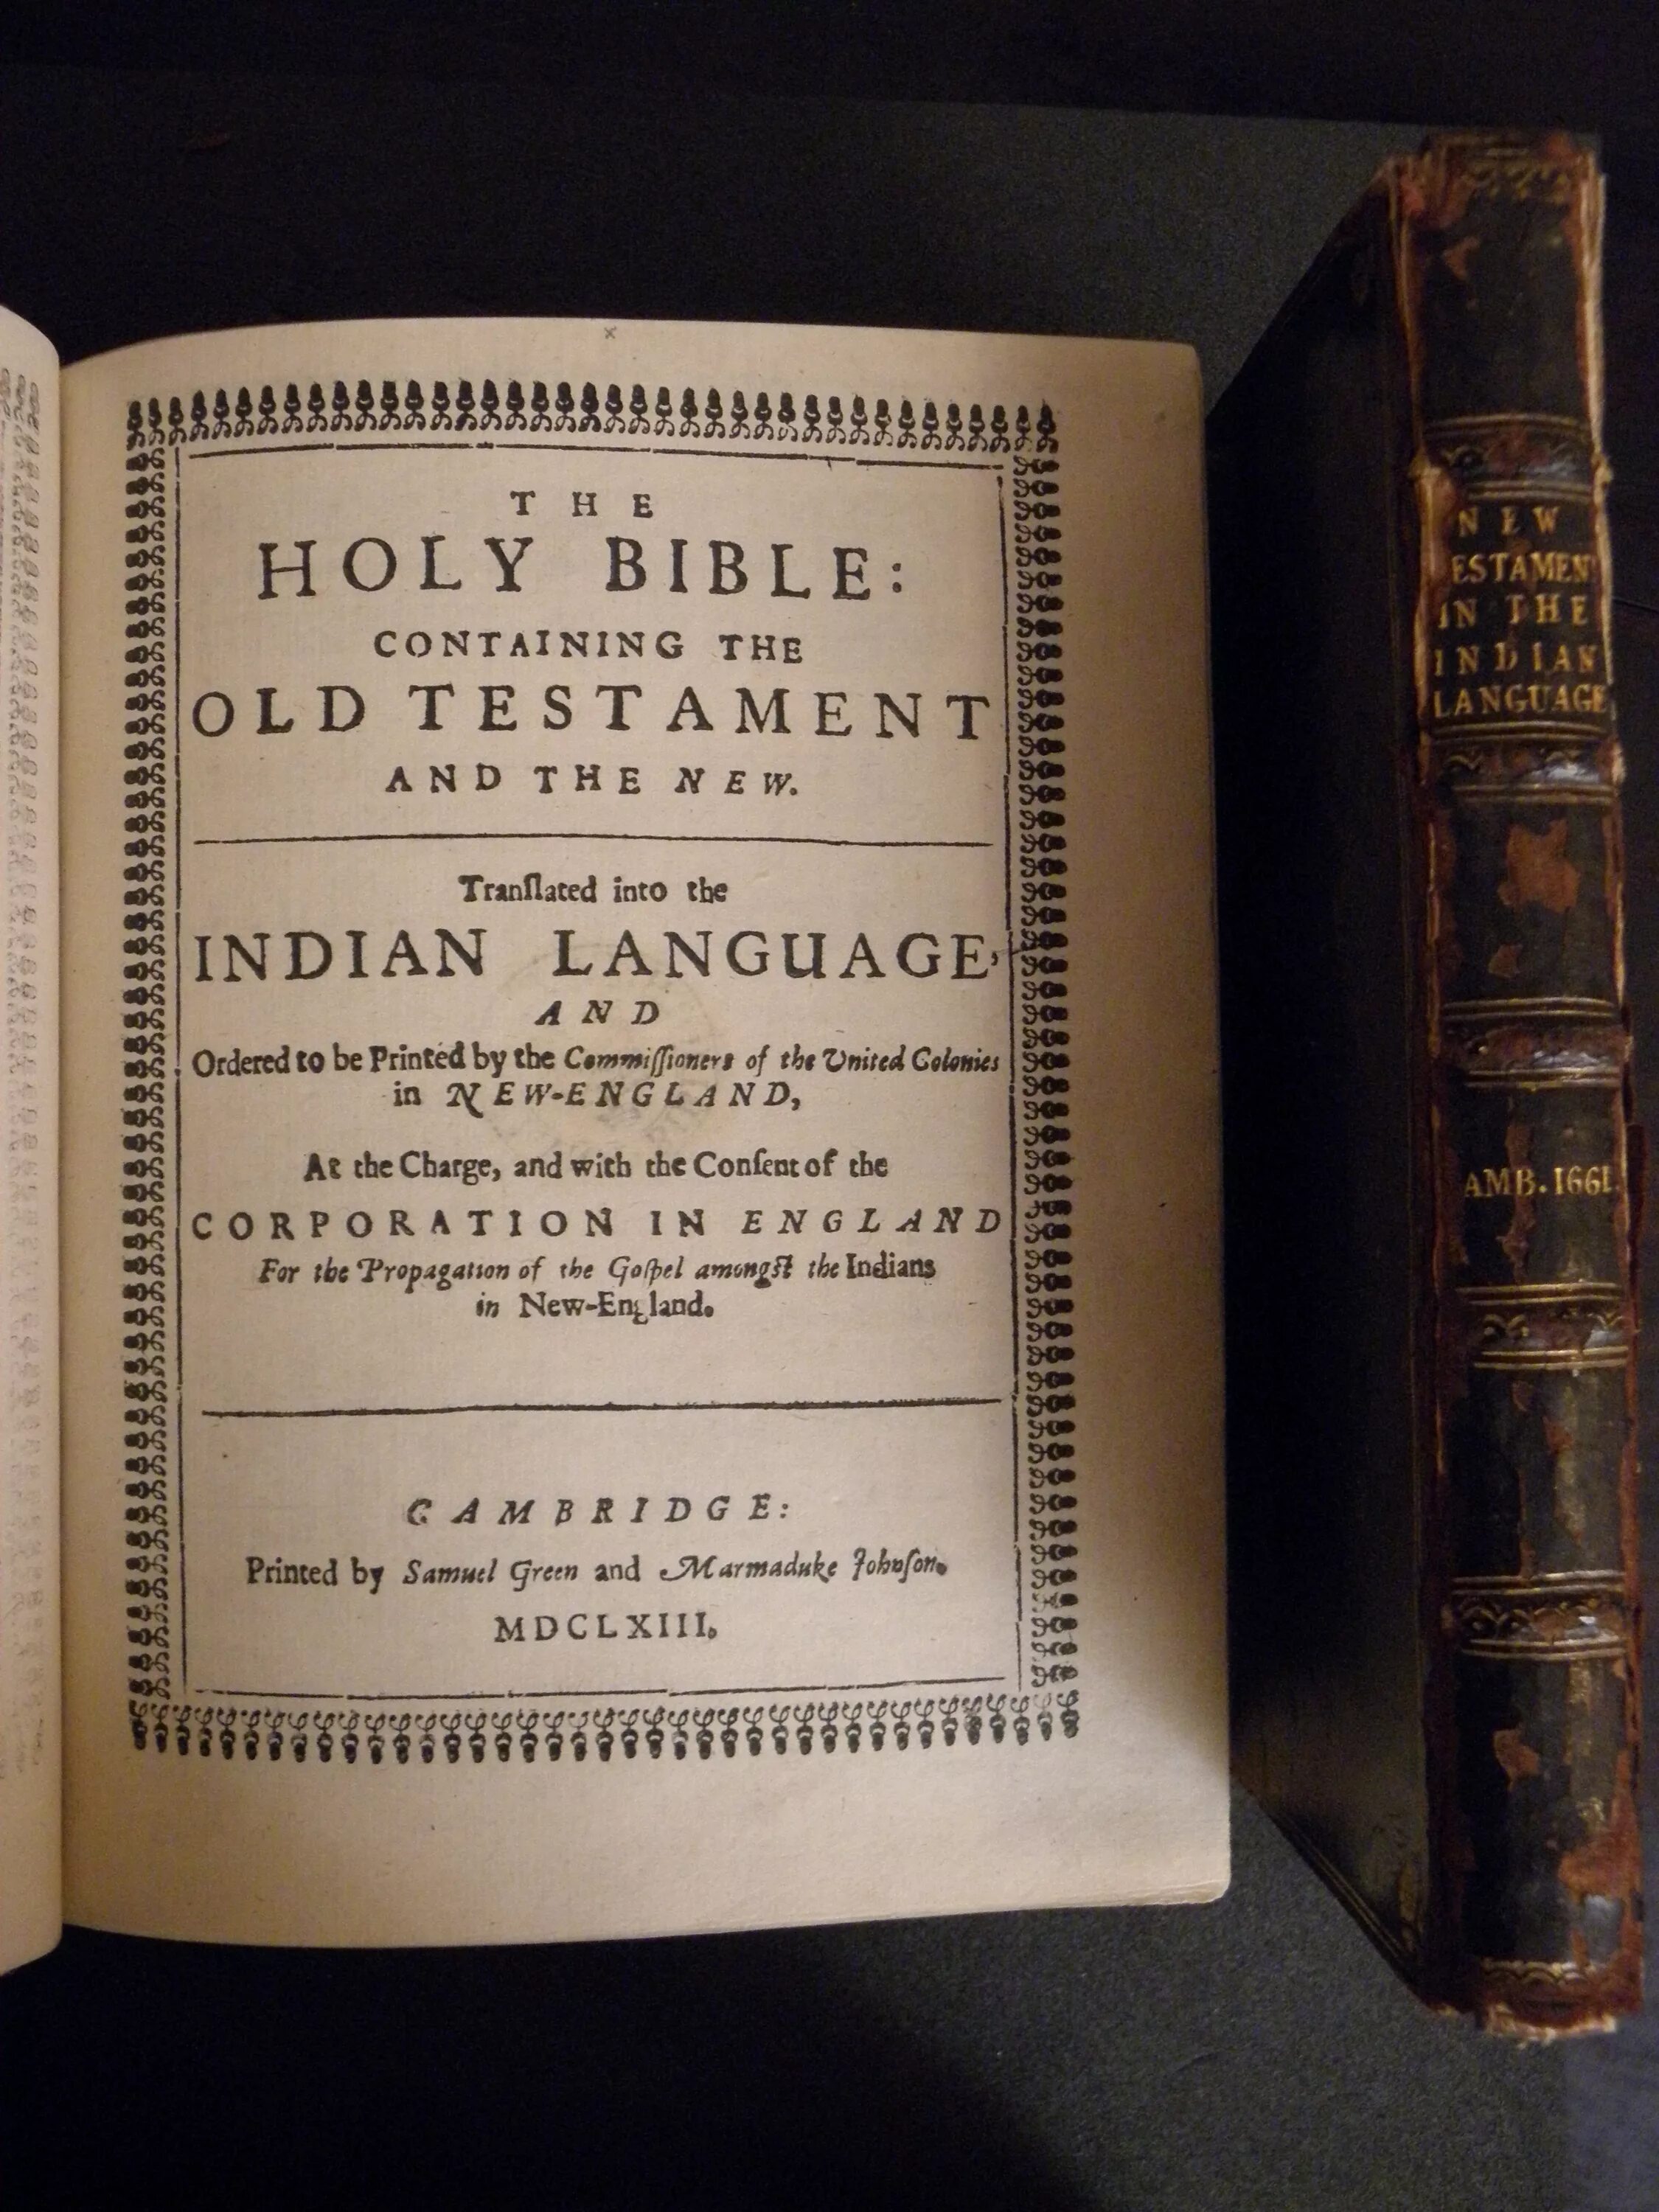 THE
HOLY BIBLE:
CONTAINING THE
OLD TESTAMENT
AND THE NEW.
Tranſlated into the
INDIAN LANGUAGE,
AND
Ordered to be Printed by the Commiſſioners of the United Colonies
in NEW-ENGLAND,
At the Charge, and with the Conſent of the
CORPORATION IN ENGLAND
For the Propagation of the Goſpel amongst the Indians
in New-England.
CAMBRIDGE:
Printed by Samuel Green and Marmaduke Johnſon.
MDCLXIII.
NEW
ESTAMEN
IN THE
INDIAN
LANGUAGE
AMB. 1661.